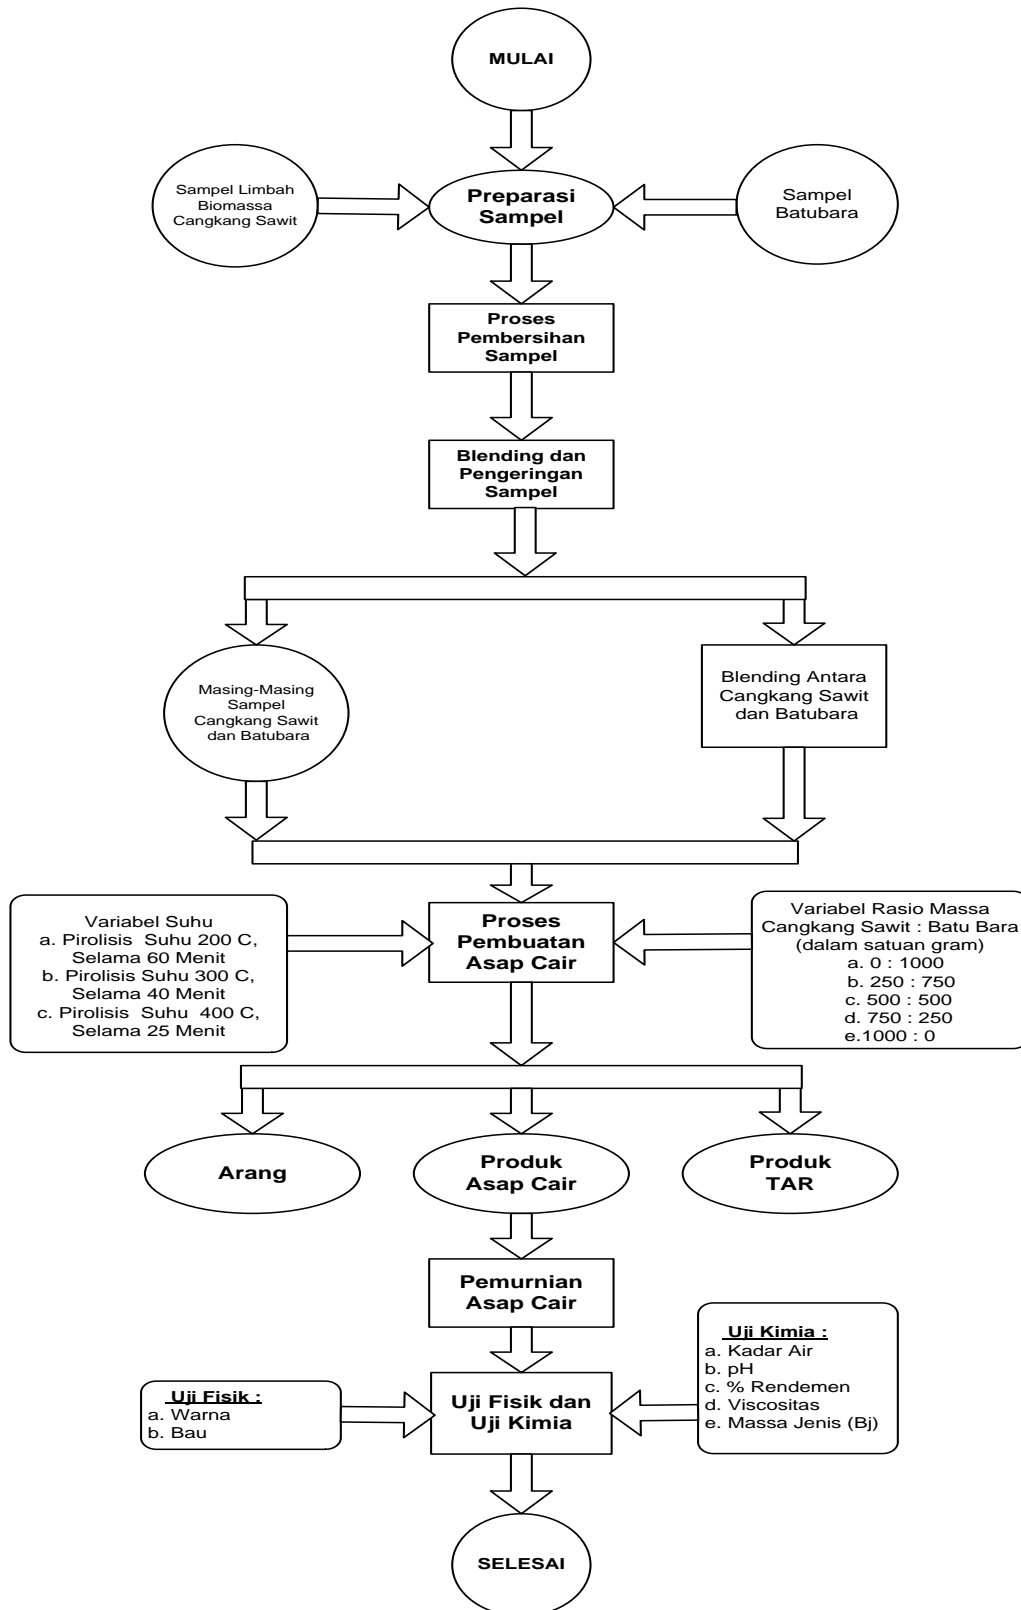 MULAI
Sampel Limbah
Biomassa
Cangkang Sawit
Preparasi
Sampel
Sampel
Batubara
Proses
Pembersihan
Sampel
Blending dan
Pengeringan
Sampel
Masing-Masing
Sampel
Cangkang Sawit
dan Batubara
Blending Antara
Cangkang Sawit
dan Batubara
Variabel Suhu
a. Pirolisis Suhu 200 C,
Selama 60 Menit
b. Pirolisis Suhu 300 C,
Selama 40 Menit
c. Pirolisis Suhu 400 C,
Selama 25 Menit
Proses
Pembuatan
Asap Cair
Variabel Rasio Massa
Cangkang Sawit : Batu Bara
(dalam satuan gram)
a. 0 : 1000
b. 250 : 750
c. 500 : 500
d. 750 : 250
e.1000 : 0
Arang
Produk
Asap Cair
Produk
TAR
Pemurnian
Asap Cair
Uji Fisik :
a. Warna
b. Bau
Uji Fisik dan
Uji Kimia
Uji Kimia :
a. Kadar Air
b. pH
c. % Rendemen
d. Viscositas
e. Massa Jenis (Bj)
SELESAI